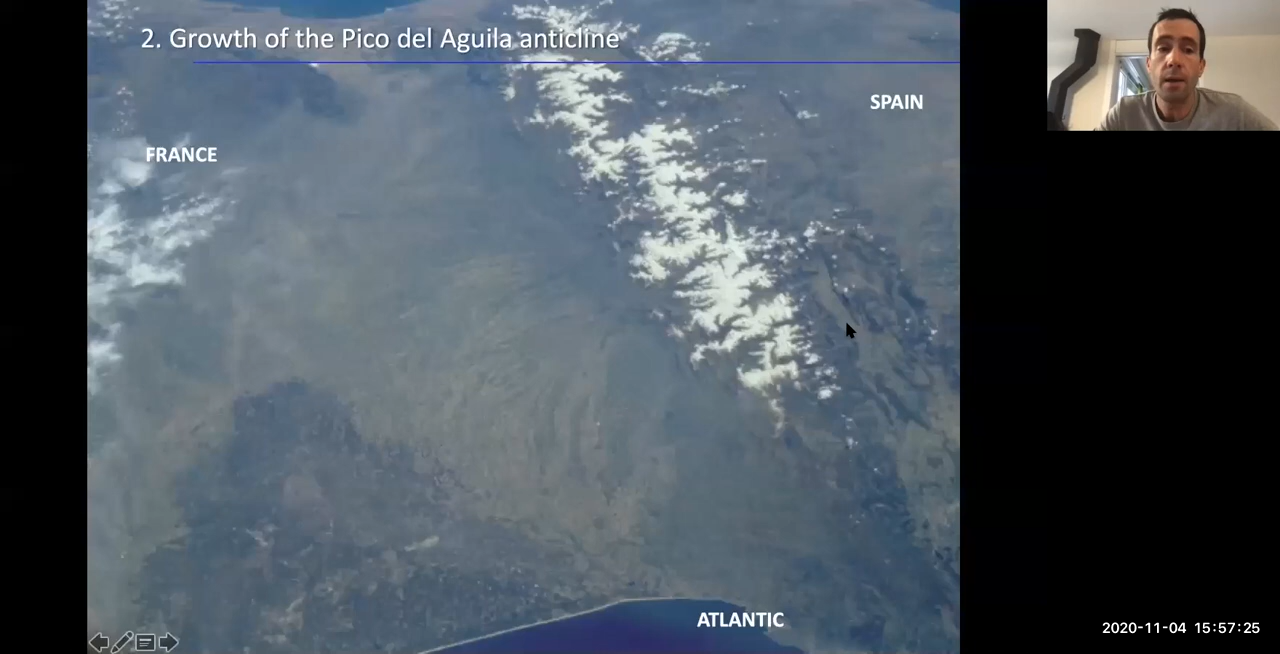 2. Growth of the Pico del Aguila anticline
SPAIN
FRANCE
ATLANTIC
2020-11-04 15:57:25